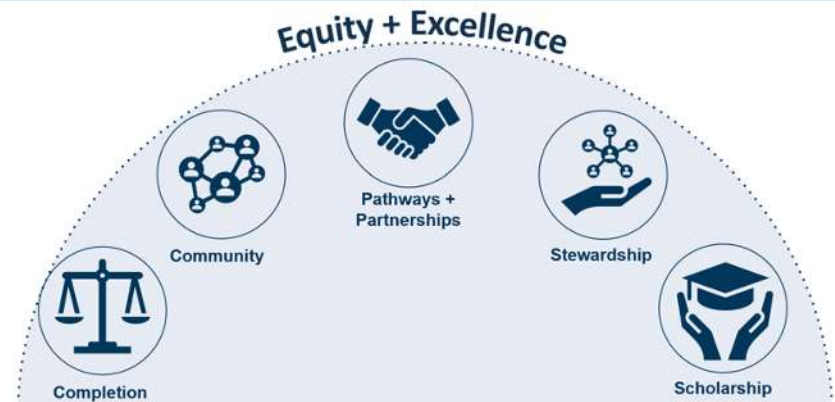 Equity + Excellence
Pathways +
Partnerships
Community
Stewardship
Completion
Scholarship